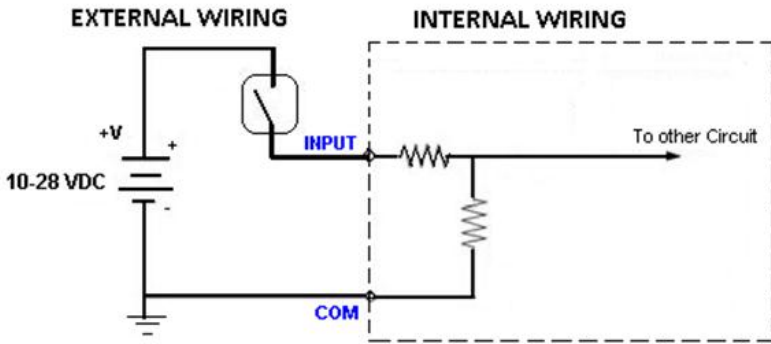 EXTERNAL WIRING
INTERNAL WIRING
+V
+
INPUT
To other Circuit
10-28 VDC
-
COM